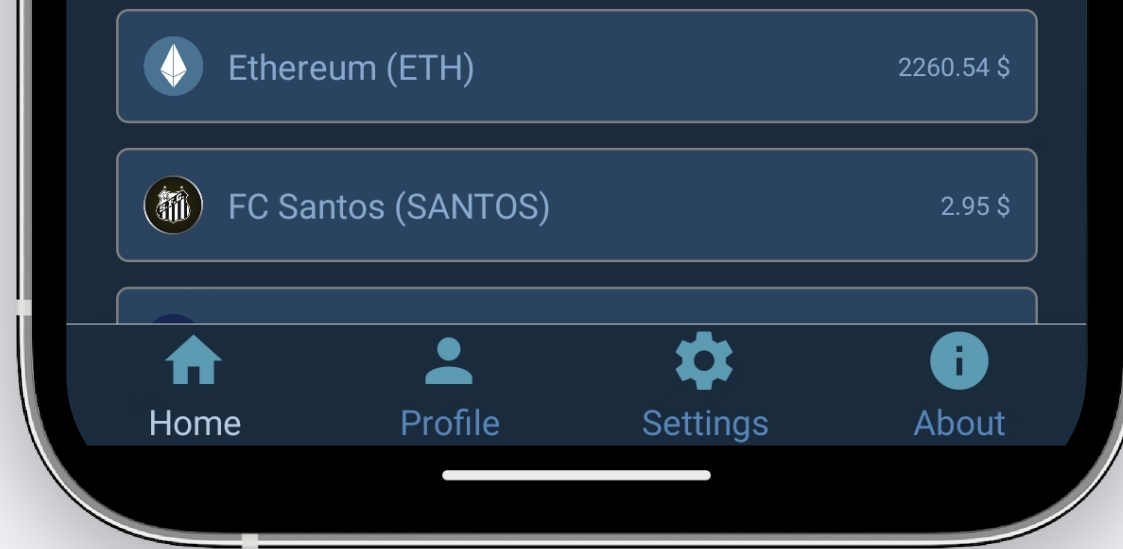 Ethereum (ETH) 2260.54 $
FC Santos (SANTOS) 2.95 $
Home Profile Settings About